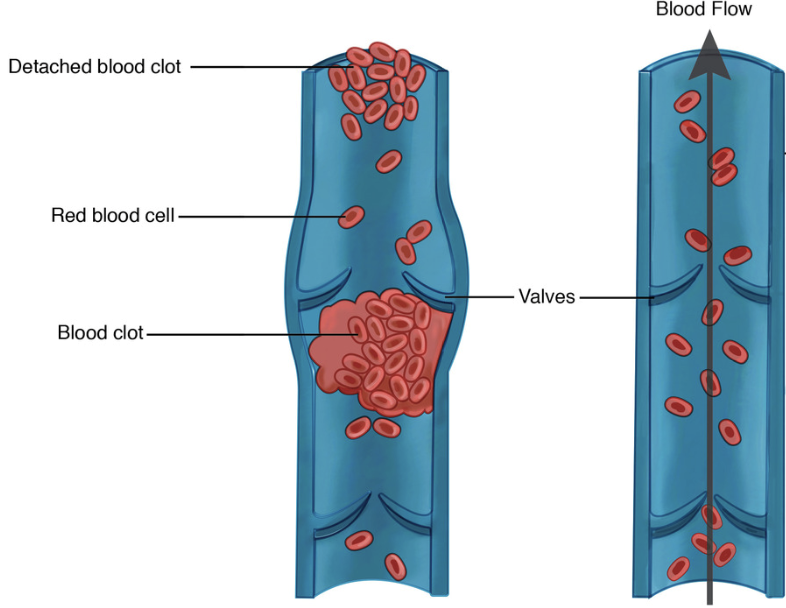 Blood Flow
Detached blood clot
Red blood cell
Valves
Blood clot